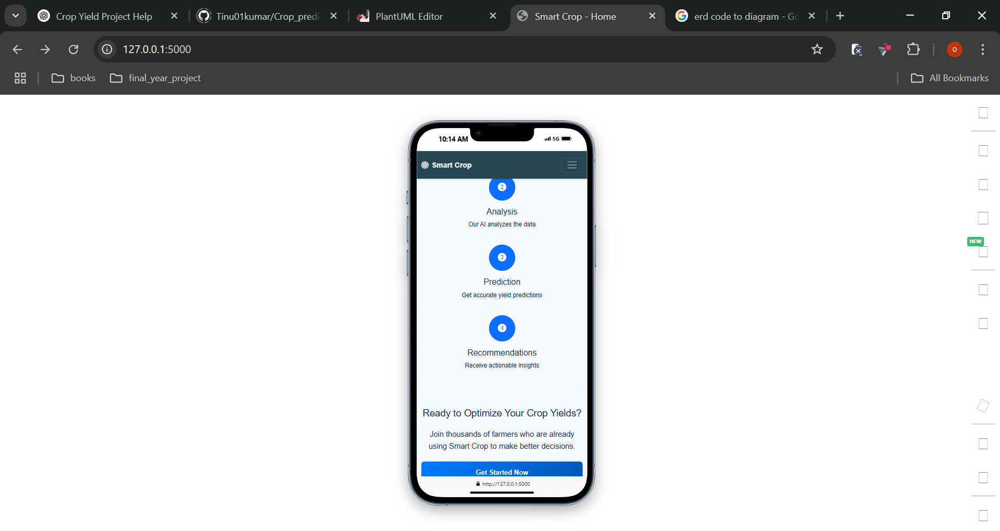 Crop Yield Project Help
Tinu01kumar/Crop_predi
PlantUML Editor
Smart Crop - Home
erd code to diagram - Go
127.0.0.1:5000
O
books
final_year_project
All Bookmarks
NEW
10:14 AM
5G
Smart Crop
2
Analysis
Our AI analyzes the data
3
Prediction
Get accurate yield predictions
4
Recommendations
Receive actionable insights
Ready to Optimize Your Crop Yields?
Join thousands of farmers who are already
using Smart Crop to make better decisions.
Get Started Now
http://127.0.0.1:5000